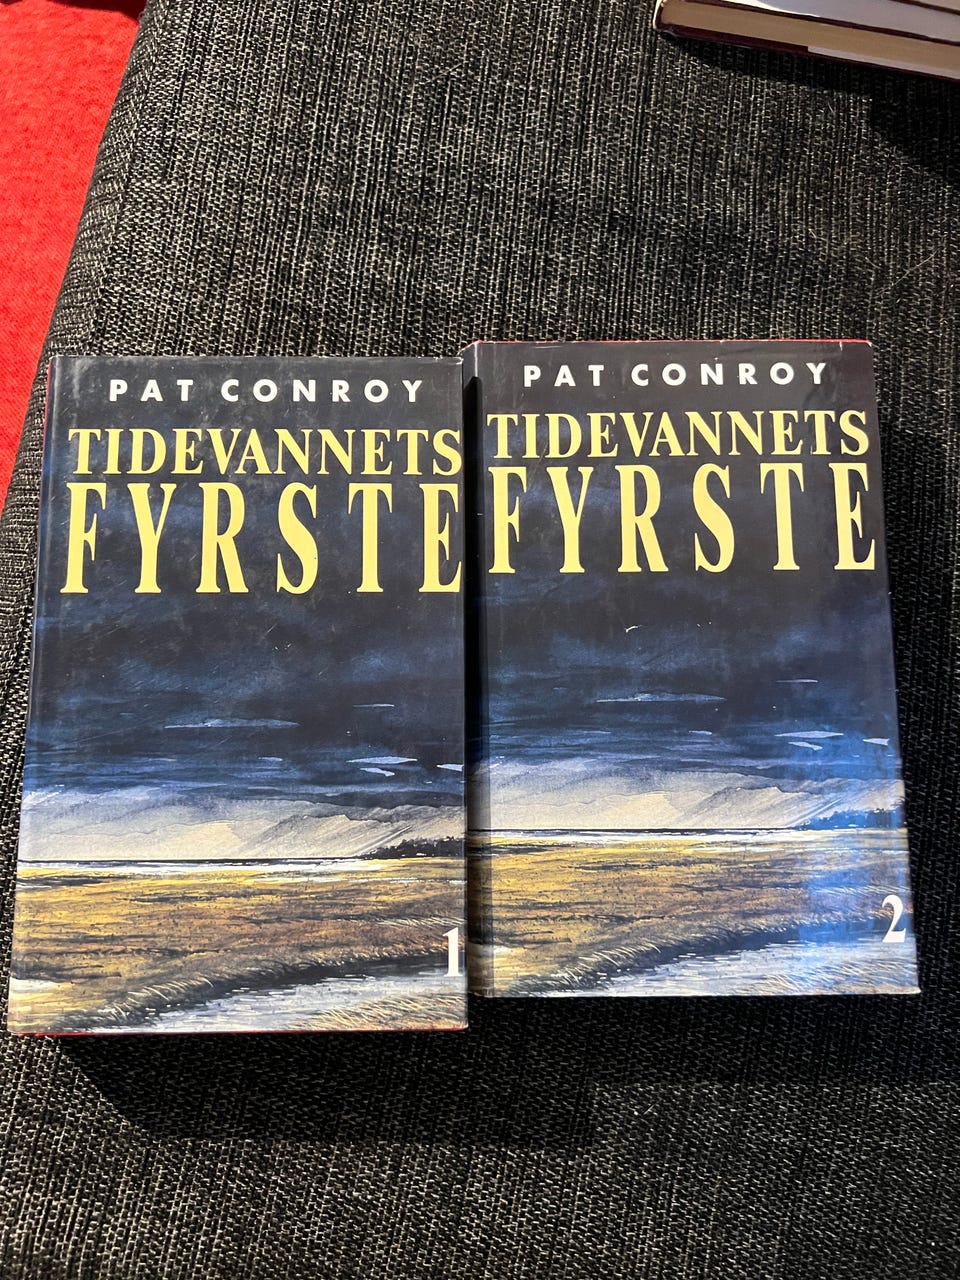 PAT CONROY
TIDEVANNETS
FYRSTE
1
PAT CONROY
TIDEVANNETS
FYRSTE
2